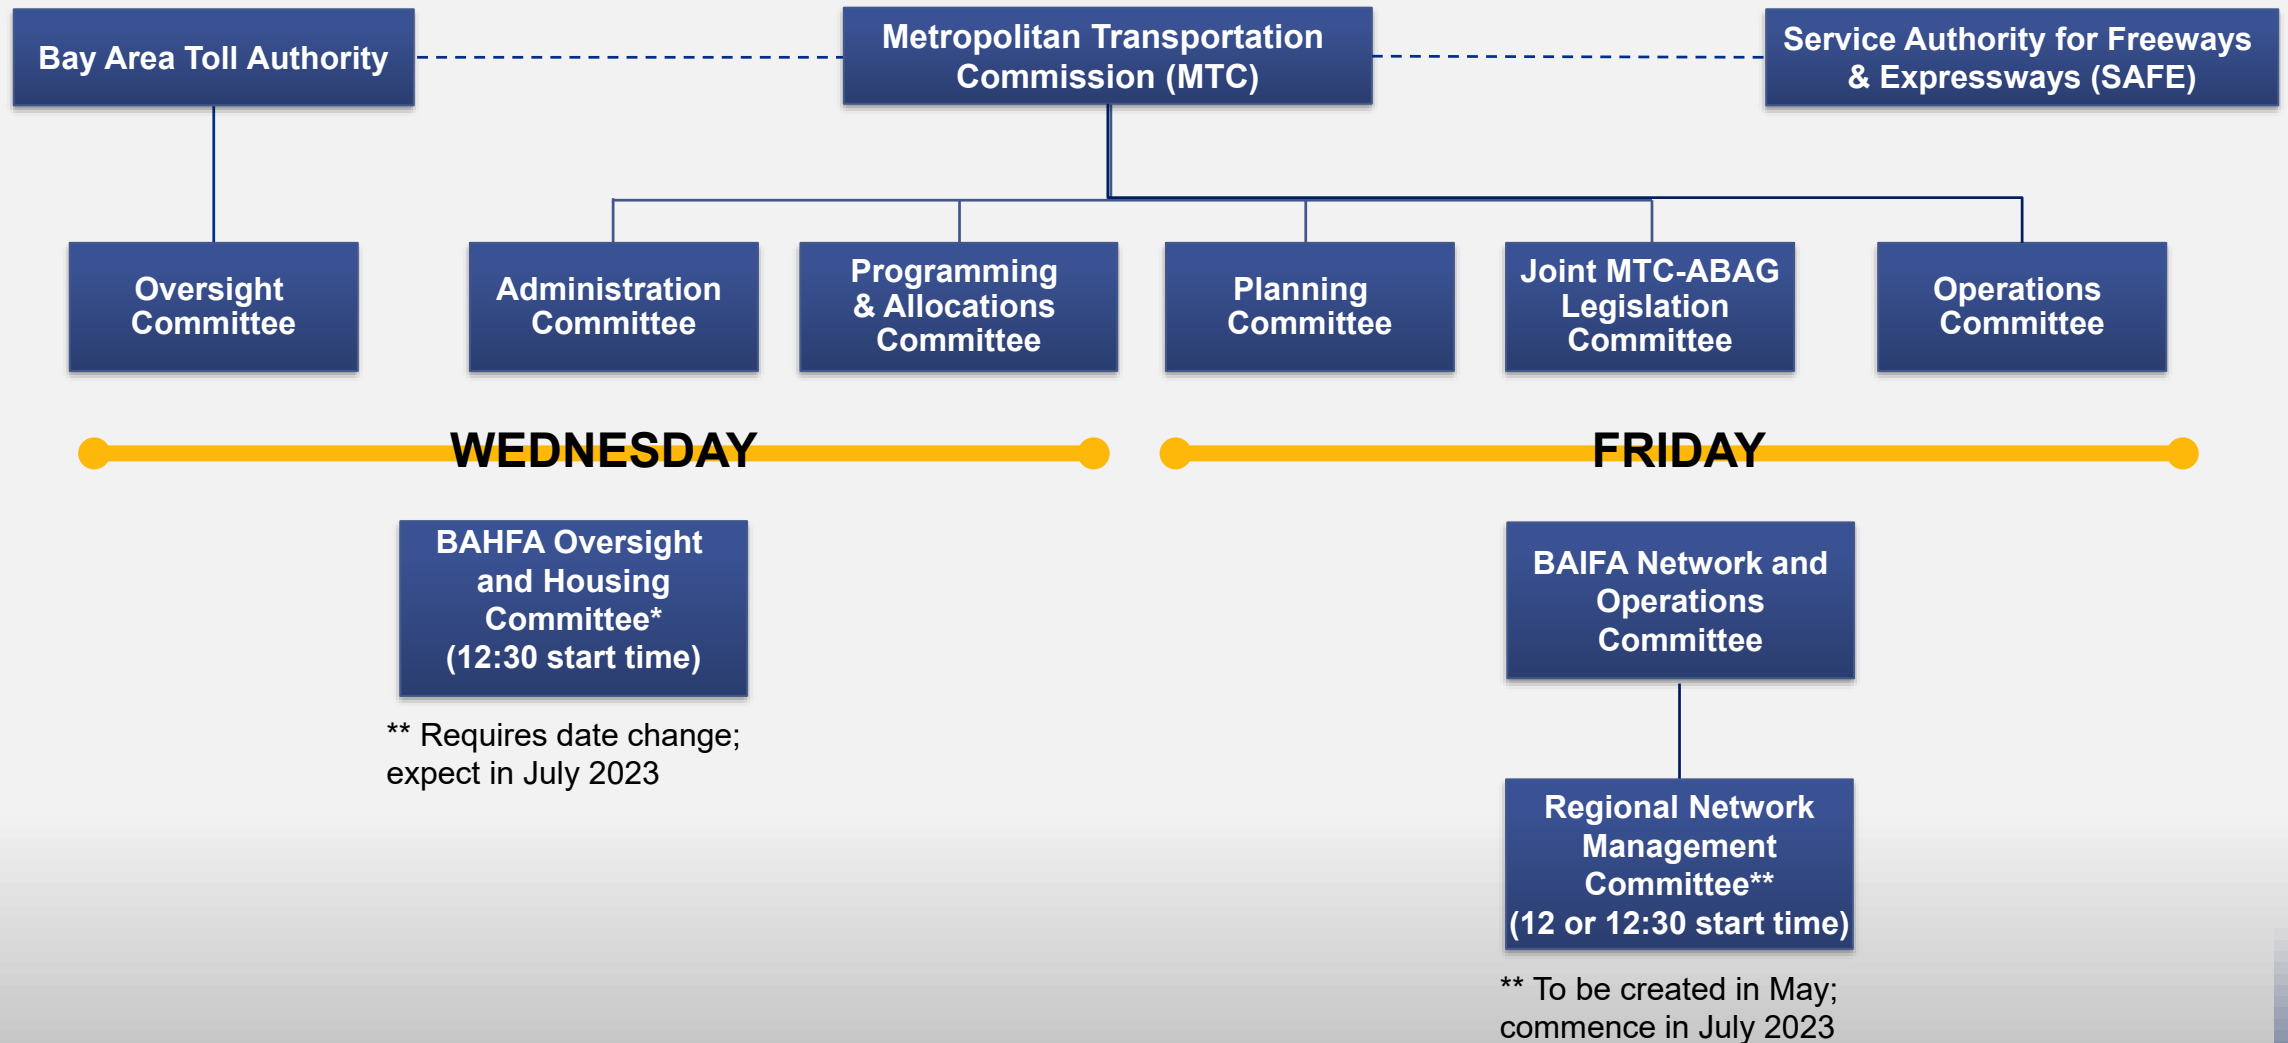 Bay Area Toll Authority
Metropolitan Transportation
Commission (MTC)
Service Authority for Freeways
& Expressways (SAFE)
Oversight
Committee
Administration
Committee
Programming
& Allocations
Committee
Planning
Committee
Joint MTC-ABAG
Legislation
Committee
Operations
Committee
WEDNESDAY
FRIDAY
BAHFA Oversight
and Housing
Committee*
(12:30 start time)
** Requires date change;
expect in July 2023
BAIFA Network and
Operations
Committee
Regional Network
Management
Committee**
(12 or 12:30 start time)
** To be created in May;
commence in July 2023